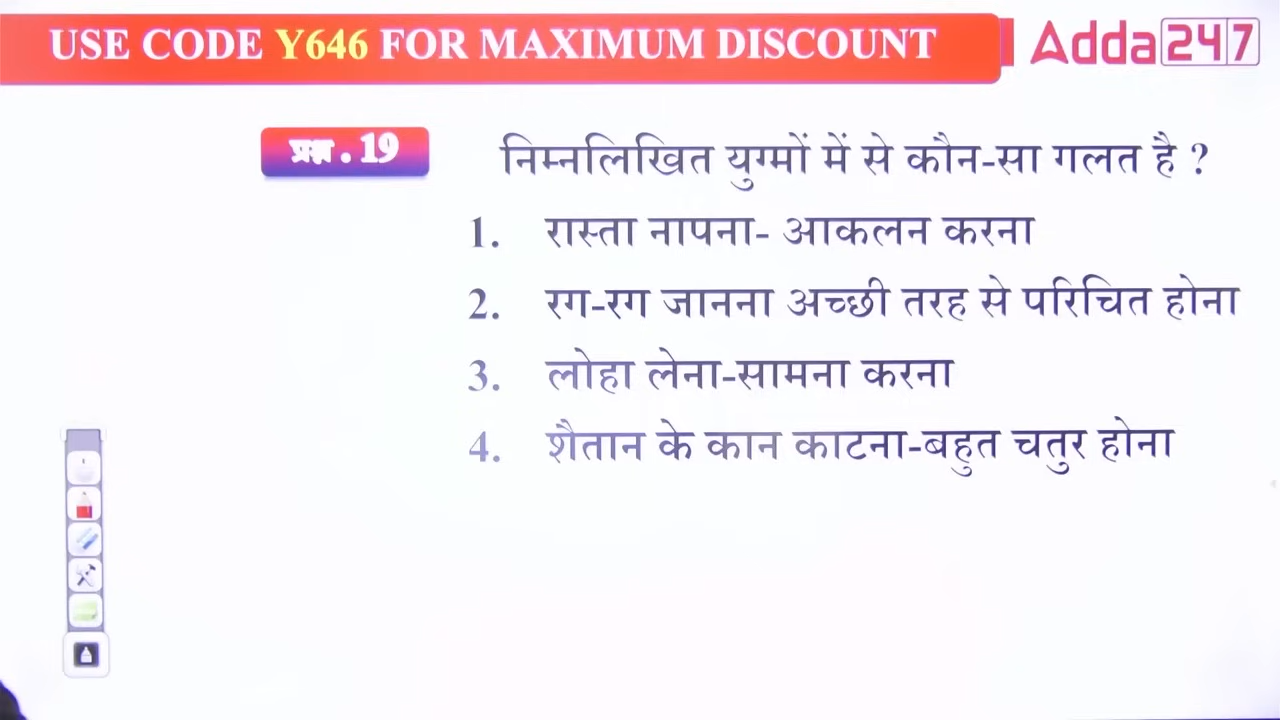 USE CODE Y646 FOR MAXIMUM DISCOUNT
Adda247
प्रश्न . 19 निम्नलिखित युग्मों में से कौन-सा गलत है ?
1. रास्ता नापना- आकलन करना
2. रग-रग जानना अच्छी तरह से परिचित होना
3. लोहा लेना-सामना करना
4. शैतान के कान काटना-बहुत चतुर होना